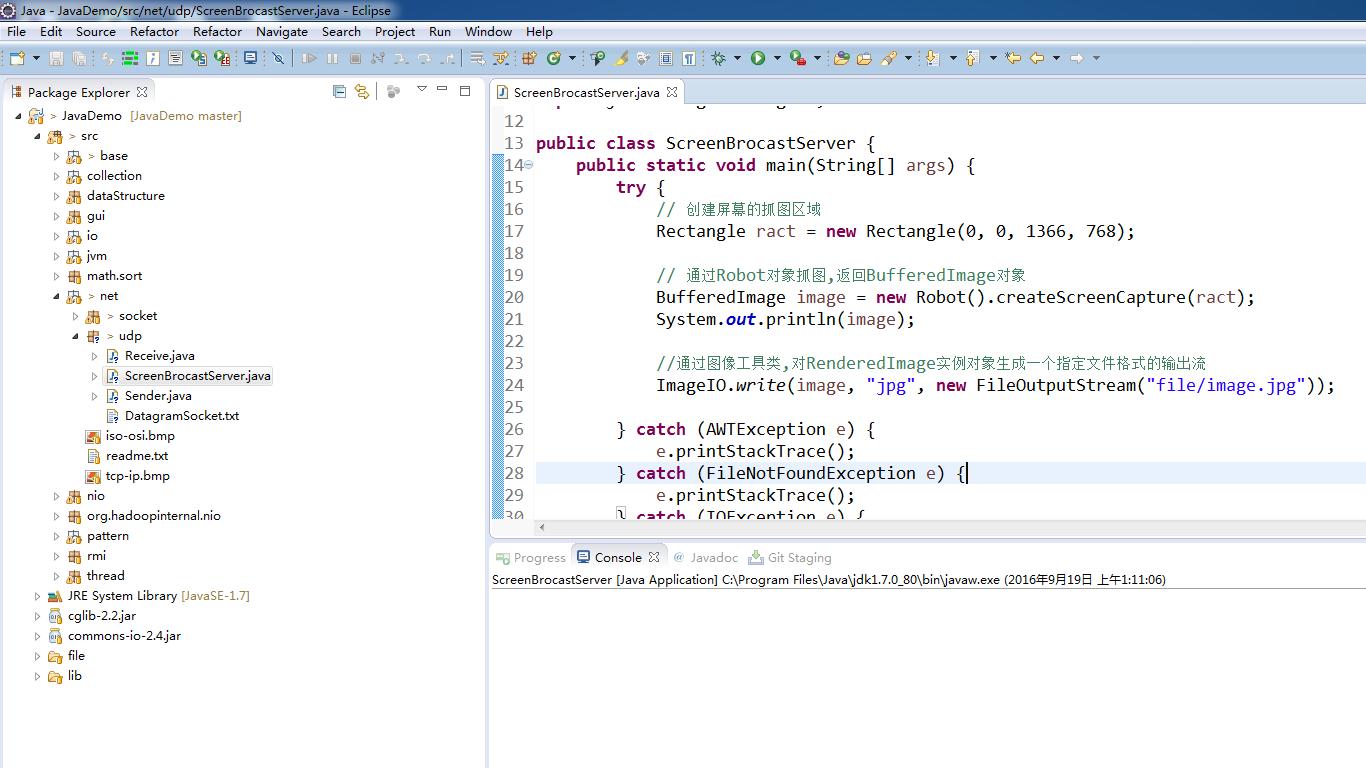 Java - JavaDemo/src/net/udp/ScreenBrocastServer.java - Eclipse
File Edit Source Refactor Refactor Navigate Search Project Run Window Help
Package Explorer
> JavaDemo [JavaDemo master]
> src
> base
collection
dataStructure
gui
io
jvm
math.sort
> net
> socket
> udp
Receive.java
ScreenBrocastServer.java
Sender.java
DatagramSocket.txt
iso-osi.bmp
readme.txt
tcp-ip.bmp
nio
org.hadoopinternal.nio
pattern
rmi
thread
JRE System Library [JavaSE-1.7]
cglib-2.2.jar
commons-io-2.4.jar
file
lib
ScreenBrocastServer.java
12
13 public class ScreenBrocastServer {
14 public static void main(String[] args) {
15 try {
16 // 创建屏幕的抓图区域
17 Rectangle ract = new Rectangle(0, 0, 1366, 768);
18
19 // 通过Robot对象抓图,返回BufferedImage对象
20 BufferedImage image = new Robot().createScreenCapture(ract);
21 System.out.println(image);
22
23 //通过图像工具类,对RenderedImage实例对象生成一个指定文件格式的输出流
24 ImageIO.write(image, "jpg", new FileOutputStream("file/image.jpg"));
25
26 } catch (AWTException e) {
27 e.printStackTrace();
28 } catch (FileNotFoundException e) {
29 e.printStackTrace();
30 } catch (IOException e) {
Progress Console @ Javadoc Git Staging
ScreenBrocastServer [Java Application] C:\Program Files\Java\jdk1.7.0_80\bin\javaw.exe (2016年9月19日 上午1:11:06)